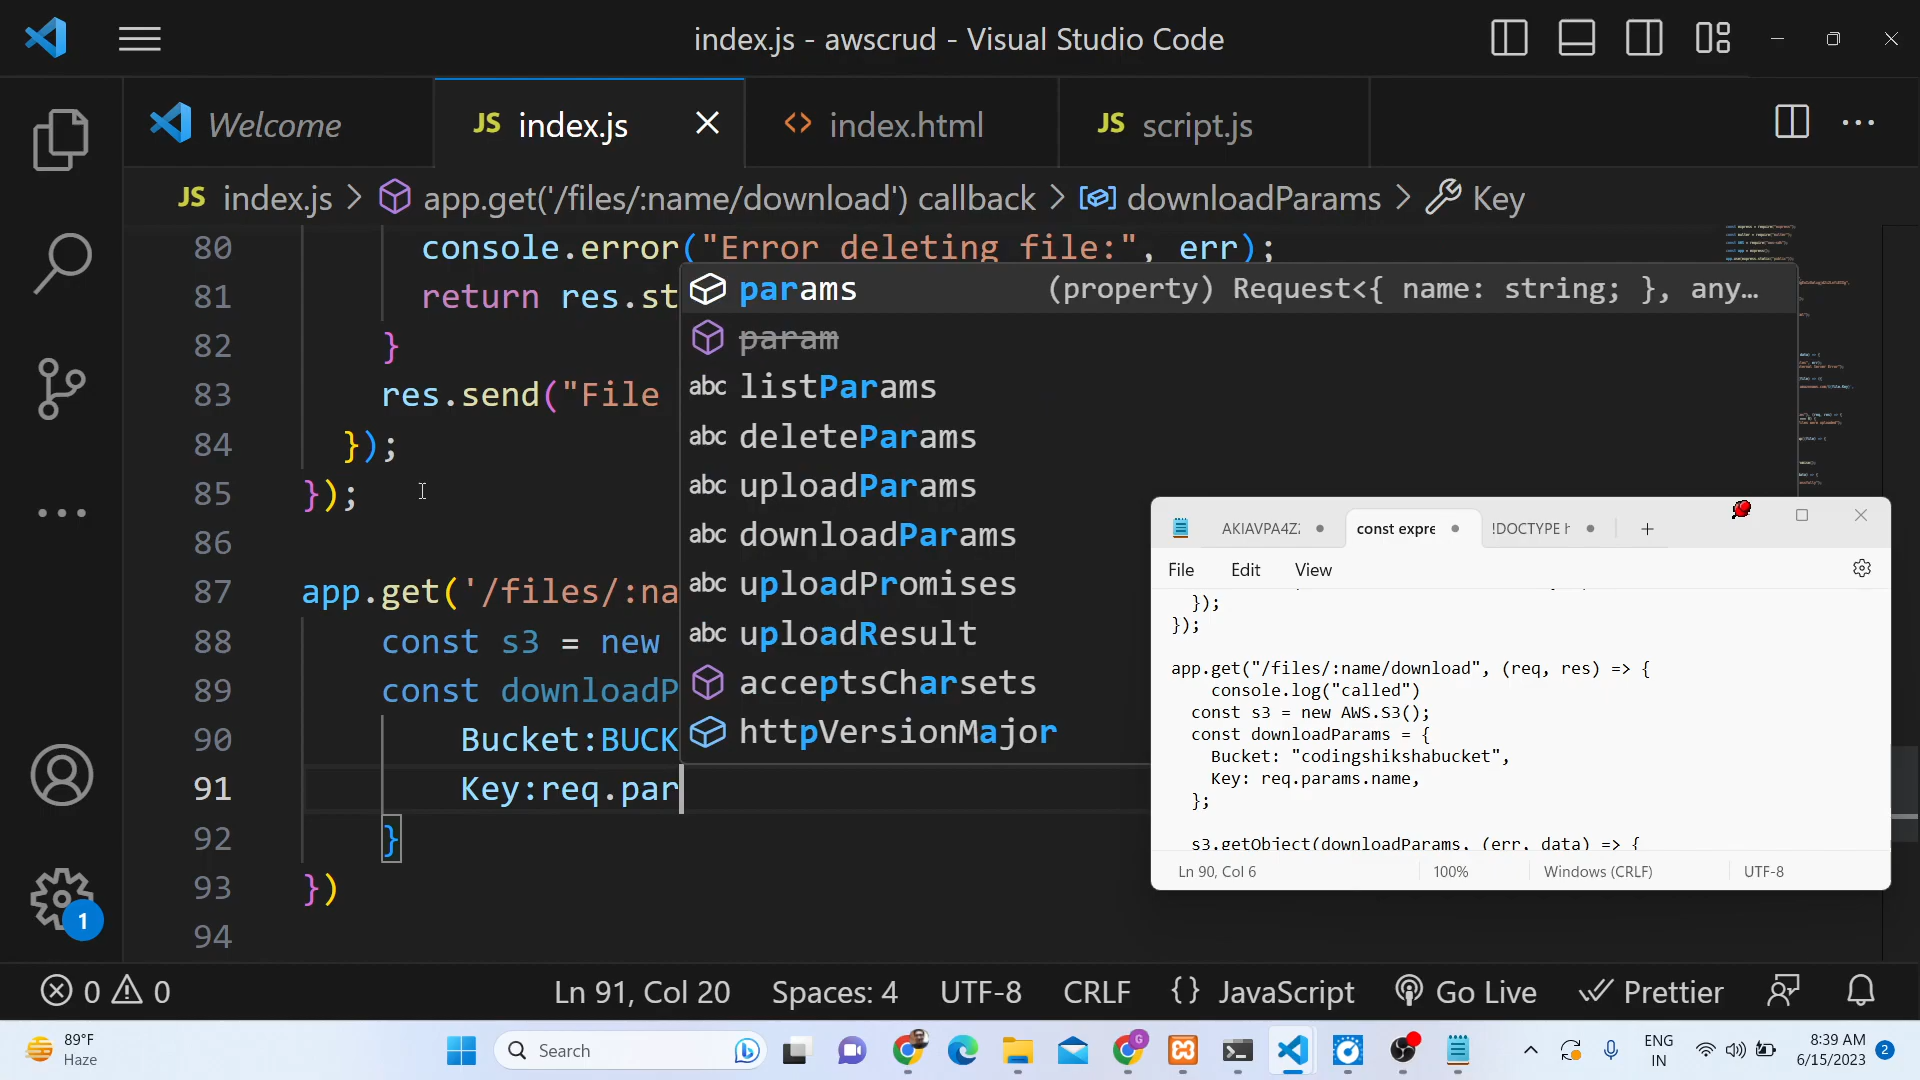 index.js - awscrud - Visual Studio Code
Welcome
JS index.js
index.html
JS script.js
JS index.js > app.get('/files/:name/download') callback > downloadParams > Key
80 console.error("Error deleting file:", err);
81 return res.st
82 }
83 res.send("File
84 });
85 });
86
87 app.get('/files/:na
88 const s3 = new
89 const downloadP
90 Bucket:BUCK
91 Key:req.par
92 }
93 })
94
params (property) Request<{ name: string; }, any…
param
abc listParams
abc deleteParams
abc uploadParams
abc downloadParams
abc uploadPromises
abc uploadResult
acceptsCharsets
httpVersionMajor
AKIAVPA4Z
const expre
!DOCTYPE h
File Edit View
});
});
app.get("/files/:name/download", (req, res) => {
console.log("called")
const s3 = new AWS.S3();
const downloadParams = {
Bucket: "codingshikshabucket",
Key: req.params.name,
};
s3.getObject(downloadParams, (err, data) => {
Ln 90, Col 6 100% Windows (CRLF) UTF-8
1
0 0 Ln 91, Col 20 Spaces: 4 UTF-8 CRLF {} JavaScript Go Live Prettier
89°F
Haze
Search
G
ENG
IN
8:39 AM
6/15/2023
2